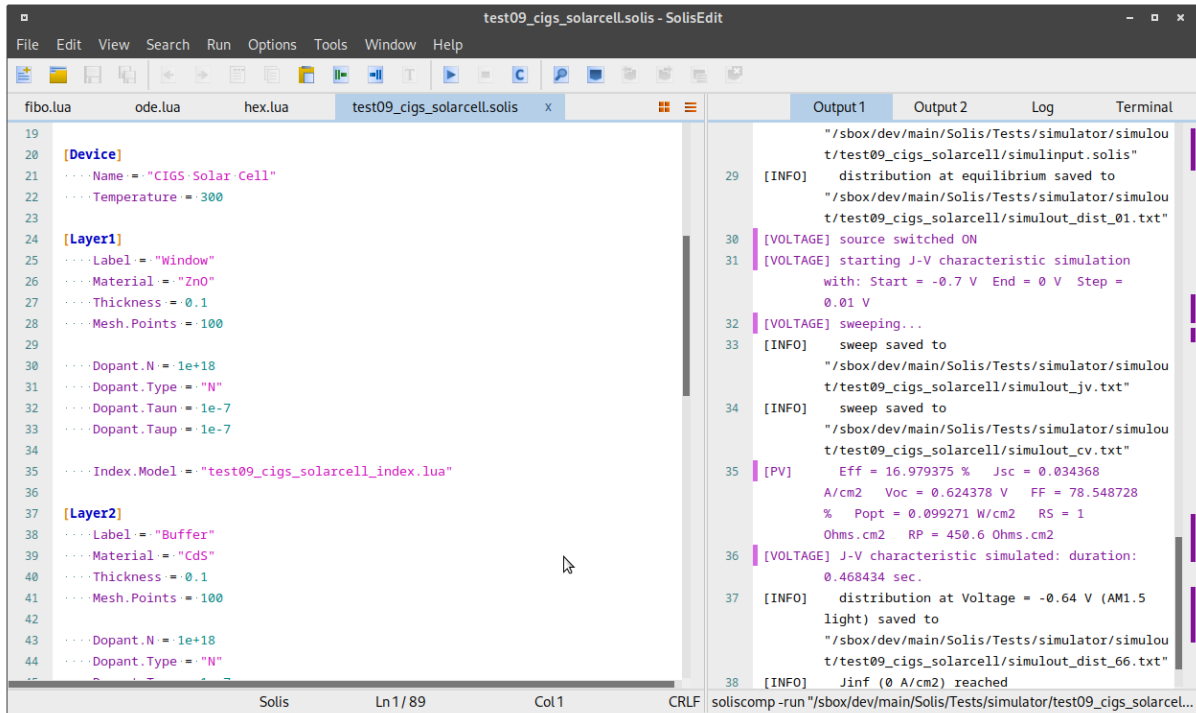 test09_cigs_solarcell.solis - SolisEdit
File Edit View Search Run Options Tools Window Help
fibo.lua ode.lua hex.lua test09_cigs_solarcell.solis x
19
20 [Device]
21 ····Name·=·"CIGS·Solar·Cell"
22 ····Temperature·=·300
23
24 [Layer1]
25 ····Label·=·"Window"
26 ····Material·=·"ZnO"
27 ····Thickness·=·0.1
28 ····Mesh.Points·=·100
29
30 ····Dopant.N·=·1e+18
31 ····Dopant.Type·=·"N"
32 ····Dopant.Taun·=·1e-7
33 ····Dopant.Taup·=·1e-7
34
35 ····Index.Model·=·"test09_cigs_solarcell_index.lua"
36
37 [Layer2]
38 ····Label·=·"Buffer"
39 ····Material·=·"CdS"
40 ····Thickness·=·0.1
41 ····Mesh.Points·=·100
42
43 ····Dopant.N·=·1e+18
44 ····Dopant.Type·=·"N"
Output 1 Output 2 Log Terminal
"/sbox/dev/main/Solis/Tests/simulator/simulou
t/test09_cigs_solarcell/simulinput.solis"
29 [INFO] distribution at equilibrium saved to
"/sbox/dev/main/Solis/Tests/simulator/simulou
t/test09_cigs_solarcell/simulout_dist_01.txt"
30 [VOLTAGE] source switched ON
31 [VOLTAGE] starting J-V characteristic simulation
with: Start = -0.7 V End = 0 V Step =
0.01 V
32 [VOLTAGE] sweeping...
33 [INFO] sweep saved to
"/sbox/dev/main/Solis/Tests/simulator/simulou
t/test09_cigs_solarcell/simulout_jv.txt"
34 [INFO] sweep saved to
"/sbox/dev/main/Solis/Tests/simulator/simulou
t/test09_cigs_solarcell/simulout_cv.txt"
35 [PV] Eff = 16.979375 % Jsc = 0.034368
A/cm2 Voc = 0.624378 V FF = 78.548728
% Popt = 0.099271 W/cm2 RS = 1
Ohms.cm2 RP = 450.6 Ohms.cm2
36 [VOLTAGE] J-V characteristic simulated: duration:
0.468434 sec.
37 [INFO] distribution at Voltage = -0.64 V (AM1.5
light) saved to
"/sbox/dev/main/Solis/Tests/simulator/simulou
t/test09_cigs_solarcell/simulout_dist_66.txt"
38 [INFO] Jinf (0 A/cm2) reached
Solis Ln 1 / 89 Col 1 CRLF soliscomp -run "/sbox/dev/main/Solis/Tests/simulator/test09_cigs_solarcel...